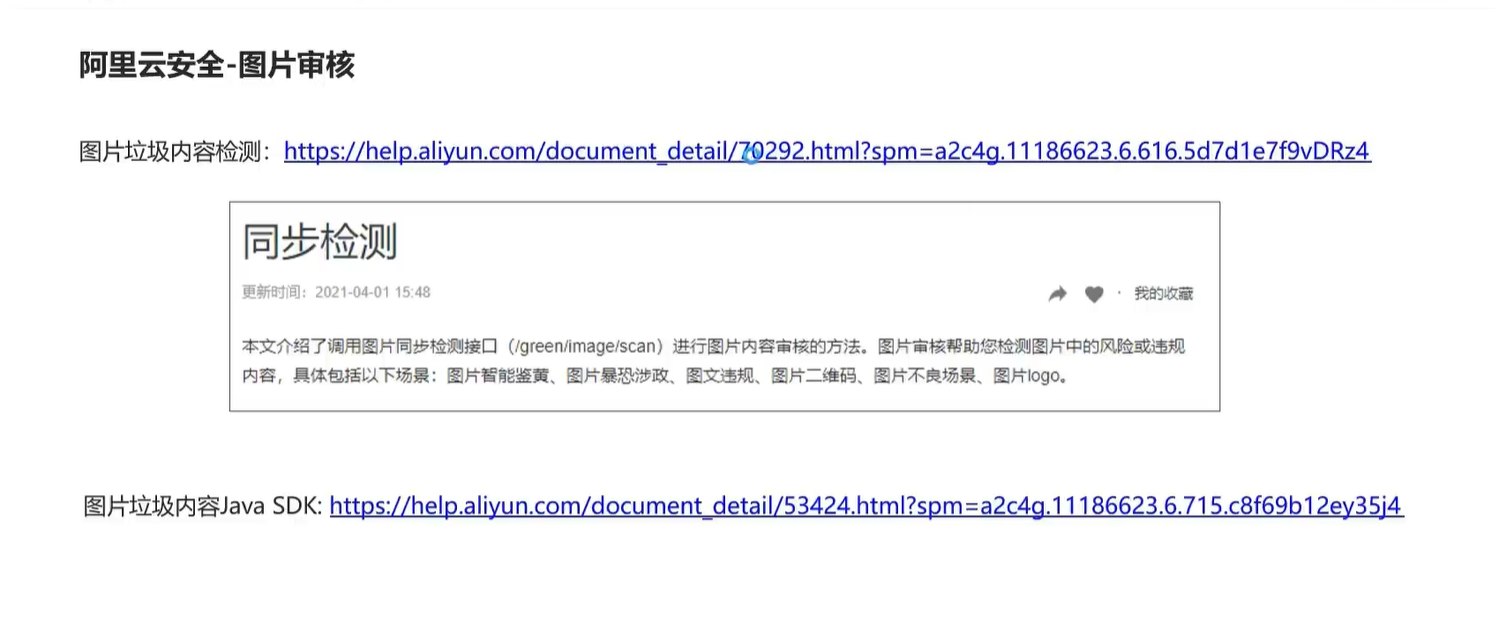 阿里云安全-图片审核
图片垃圾内容检测：https://help.aliyun.com/document_detail/70292.html?spm=a2c4g.11186623.6.616.5d7d1e7f9vDRz4
同步检测
更新时间：2021-04-01 15:48
· 我的收藏
本文介绍了调用图片同步检测接口（/green/image/scan）进行图片内容审核的方法。图片审核帮助您检测图片中的风险或违规
内容，具体包括以下场景：图片智能鉴黄、图片暴恐涉政、图文违规、图片二维码、图片不良场景、图片logo。
图片垃圾内容Java SDK: https://help.aliyun.com/document_detail/53424.html?spm=a2c4g.11186623.6.715.c8f69b12ey35j4